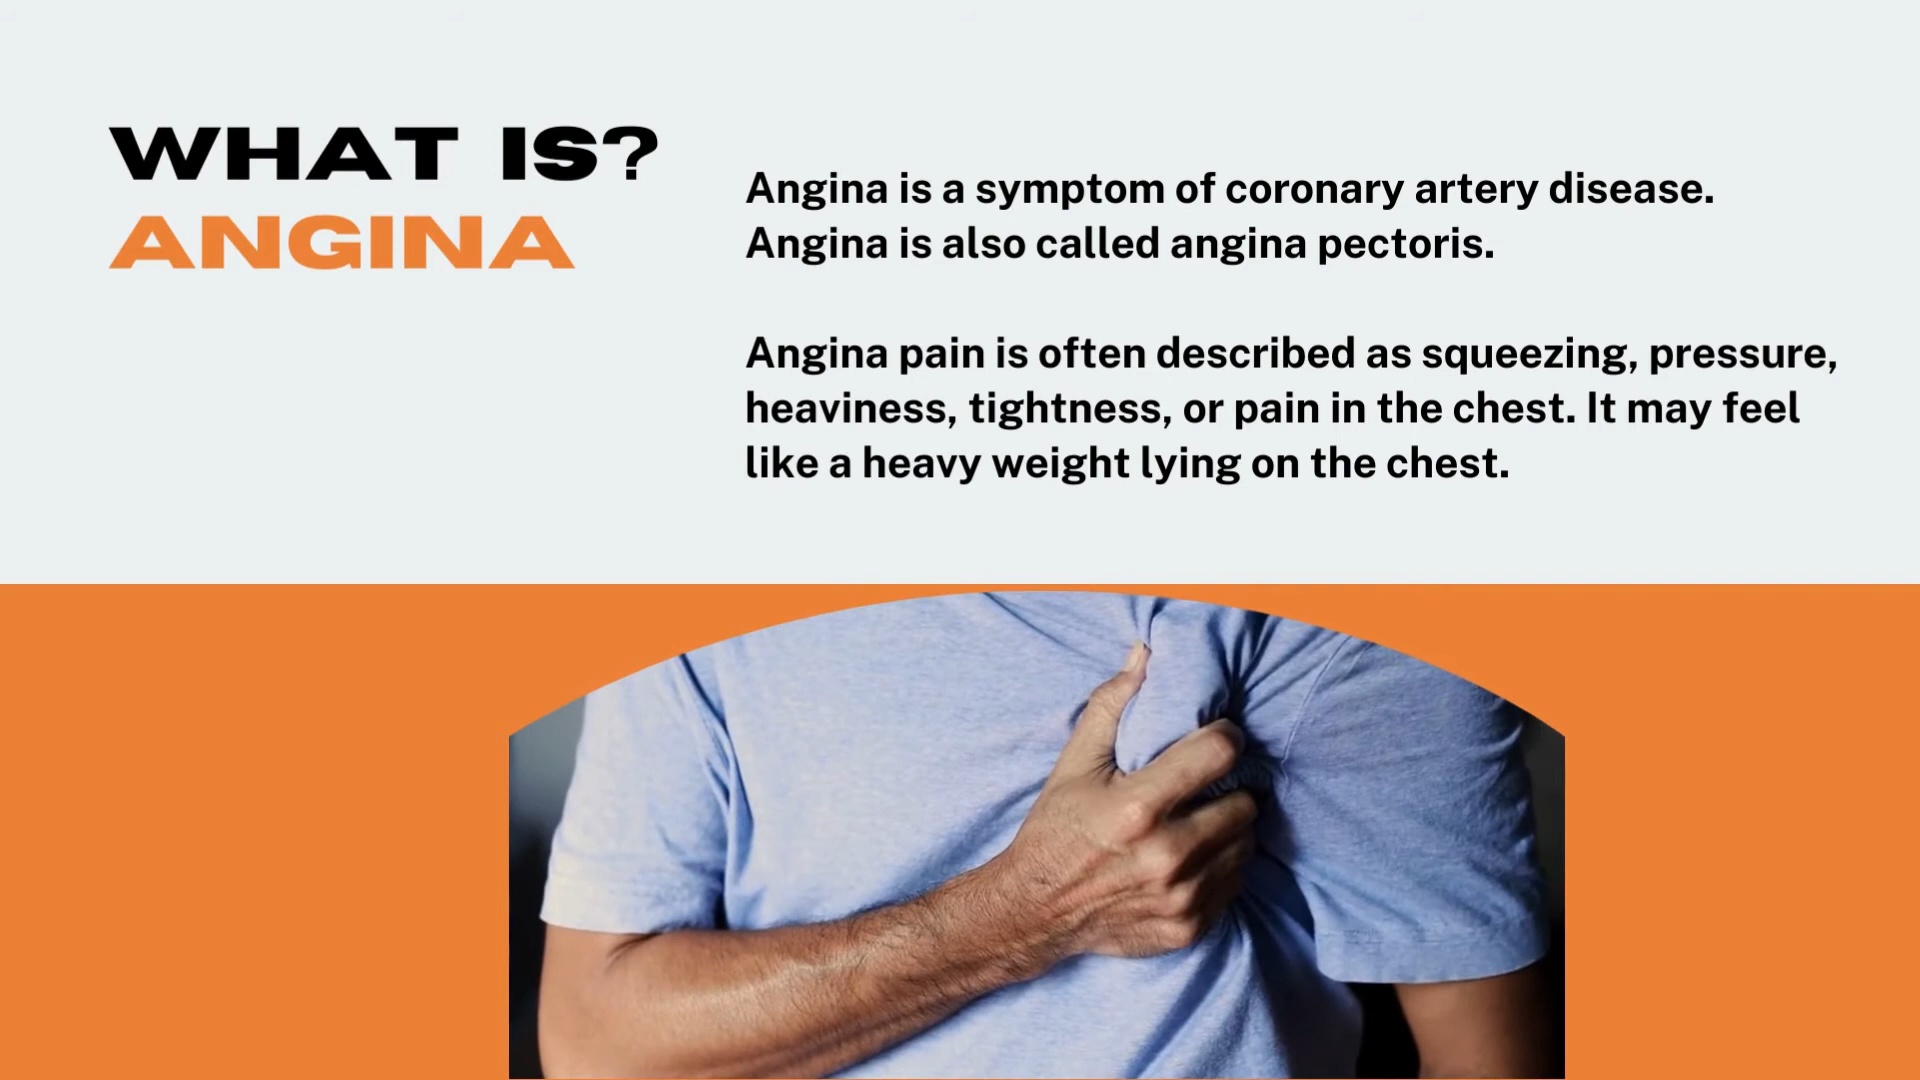 WHAT IS?
ANGINA
Angina is a symptom of coronary artery disease.
Angina is also called angina pectoris.
Angina pain is often described as squeezing, pressure,
heaviness, tightness, or pain in the chest. It may feel
like a heavy weight lying on the chest.